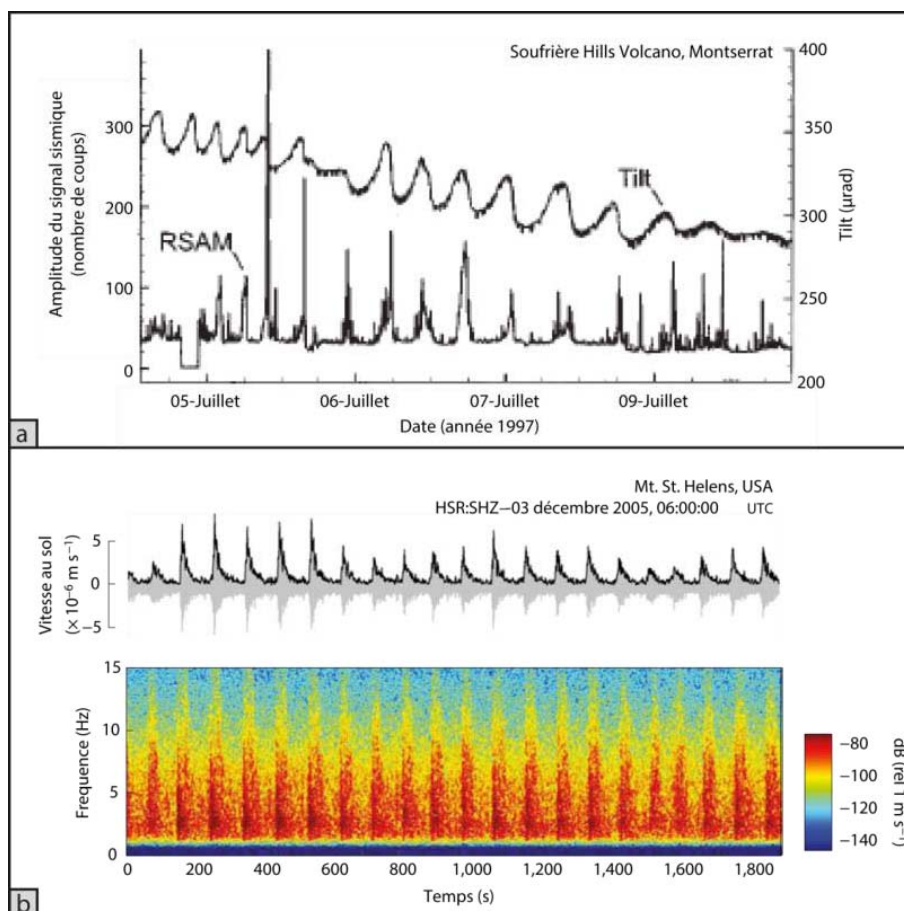 Soufrière Hills Volcano, Montserrat
Amplitude du signal sismique
(nombre de coups)
300
200
100
0
RSAM
Tilt
400
350
300
250
200
Tilt (µrad)
05-Juillet
06-Juillet
07-Juillet
09-Juillet
Date (année 1997)
a
Mt. St. Helens, USA
HSR:SHZ–03 décembre 2005, 06:00:00 UTC
Vitesse au sol
(× 10⁻⁶ m s⁻¹)
5
0
−5
Frequence (Hz)
15
10
5
0
0
200
400
600
800
1,000
1,200
1,400
1,600
1,800
Temps (s)
−80
−100
−120
−140
dB (rel 1 m s⁻¹)
b